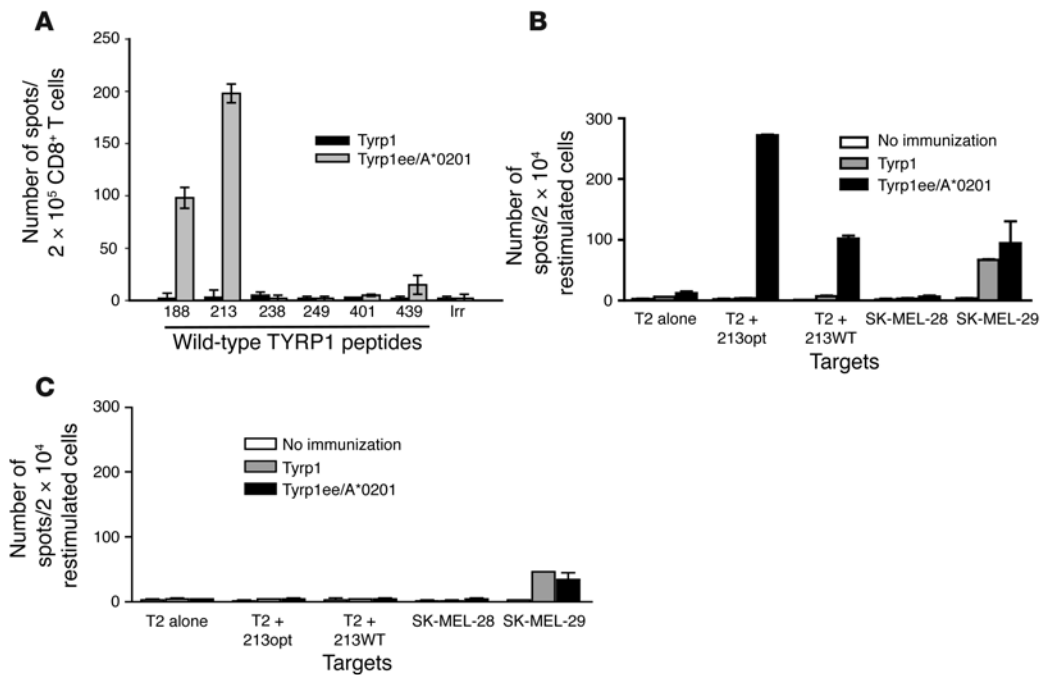 A
Number of spots/
2 × 10⁵ CD8⁺ T cells
250
200
150
100
50
0
Tyrp1
Tyrp1ee/A*0201
188 213 238 249 401 439 Irr
Wild-type TYRP1 peptides
B
Number of
spots/2 × 10⁴
restimulated cells
300
200
100
0
No immunization
Tyrp1
Tyrp1ee/A*0201
T2 alone T2 + T2 + SK-MEL-28 SK-MEL-29
213opt 213WT
Targets
C
Number of
spots/2 × 10⁴
restimulated cells
300
200
100
0
No immunization
Tyrp1
Tyrp1ee/A*0201
T2 alone T2 + T2 + SK-MEL-28 SK-MEL-29
213opt 213WT
Targets